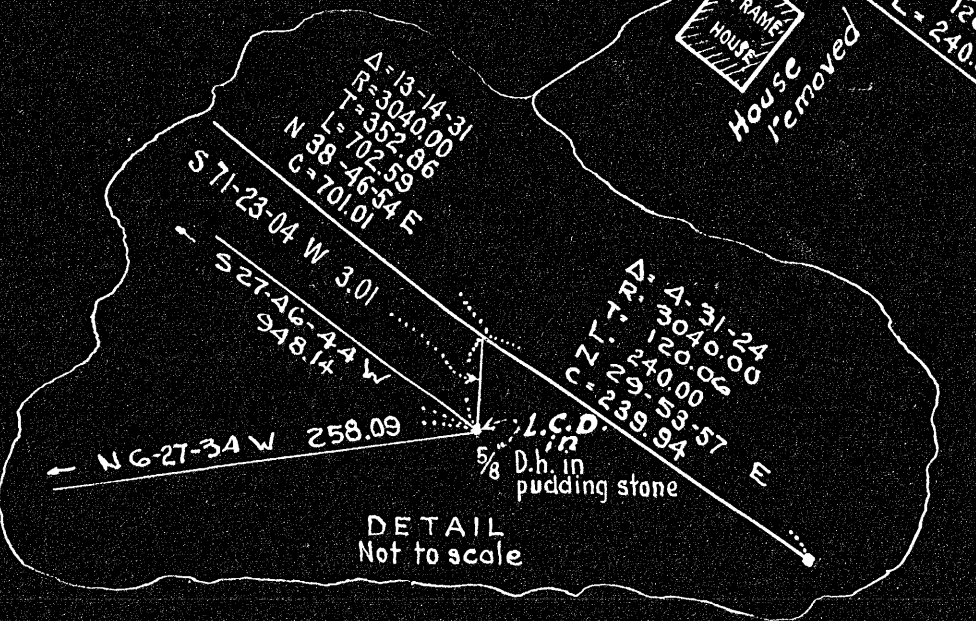 FRAME
HOUSE
House
removed
L = 240.
Δ = 13-14-31
R = 3040.00
T = 352.86
L = 702.59
N 38-46-54 E
C = 701.01
S 71-23-04 W 3.01
S 27-46-44 W
948.14
N 6-27-34 W 258.09
Δ = 4-31-24
R = 3040.00
T = 120.06
L = 240.00
N 29-53-57 E
C = 239.94
L.C.D.
in
5/8 D.h. in
pudding stone
DETAIL
Not to scale